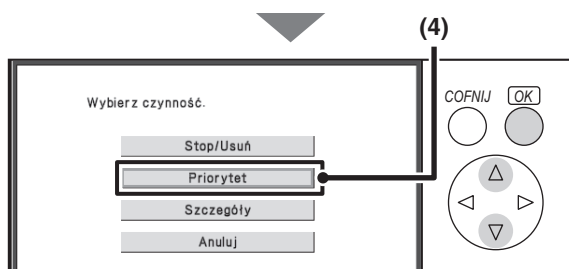 (4)
Wybierz czynność.
COFNIJ OK
Stop/Usuń
Priorytet
Szczegóły
Anuluj